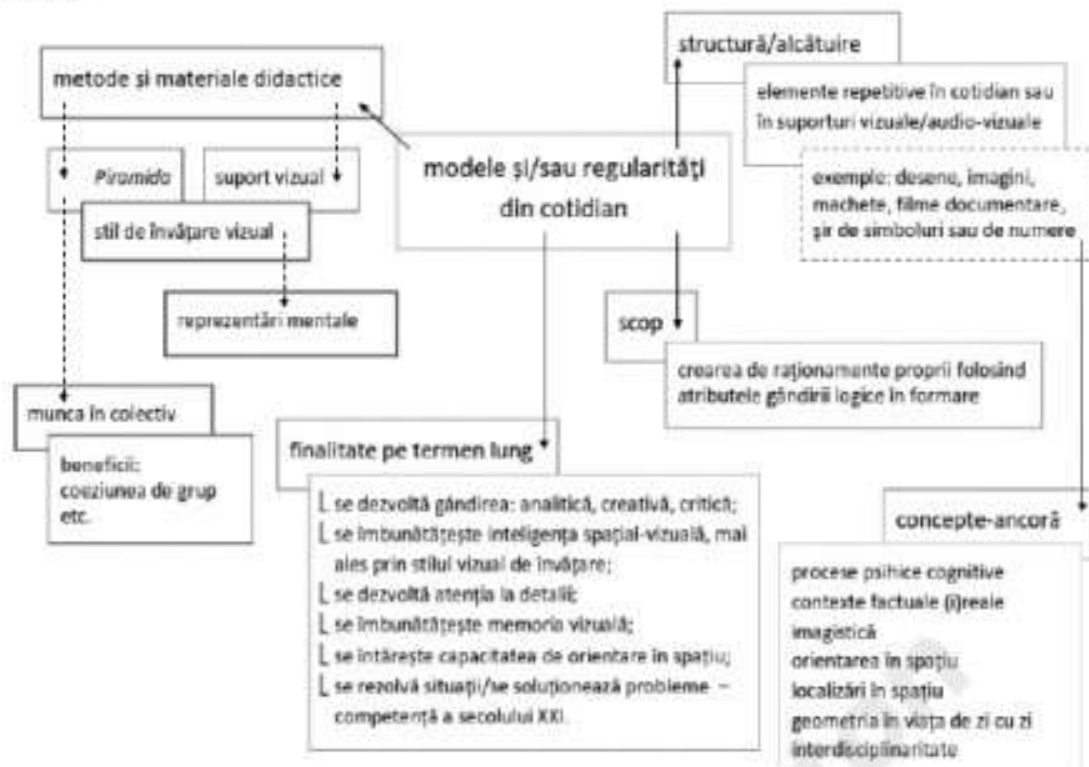 structură/alcătuire
metode și materiale didactice
elemente repetitive în cotidian sau
în suporturi vizuale/audio-vizuale
modele și/sau regularități
din cotidian
Piramida
suport vizual
exemple: desene, imagini,
machete, filme documentare,
șir de simboluri sau de numere
stil de învățare vizual
reprezentări mentale
scop
crearea de raționamente proprii folosind
atributele gândirii logice în formare
munca în colectiv
beneficii:
coeziunea de grup
etc.
finalitate pe termen lung
se dezvoltă gândirea: analitică, creativă, critică;
se îmbunătățește inteligența spațial-vizuală, mai
ales prin stilul vizual de învățare;
se dezvoltă atenția la detalii;
se îmbunătățește memoria vizuală;
se întărește capacitatea de orientare în spațiu;
se rezolvă situații/se soluționează probleme –
competență a secolului XXI.
concepte-ancoră
procese psihice cognitive
contexte factuale (i)reale
imagistică
orientarea în spațiu
localizări în spațiu
geometria în viața de zi cu zi
interdisciplinaritate